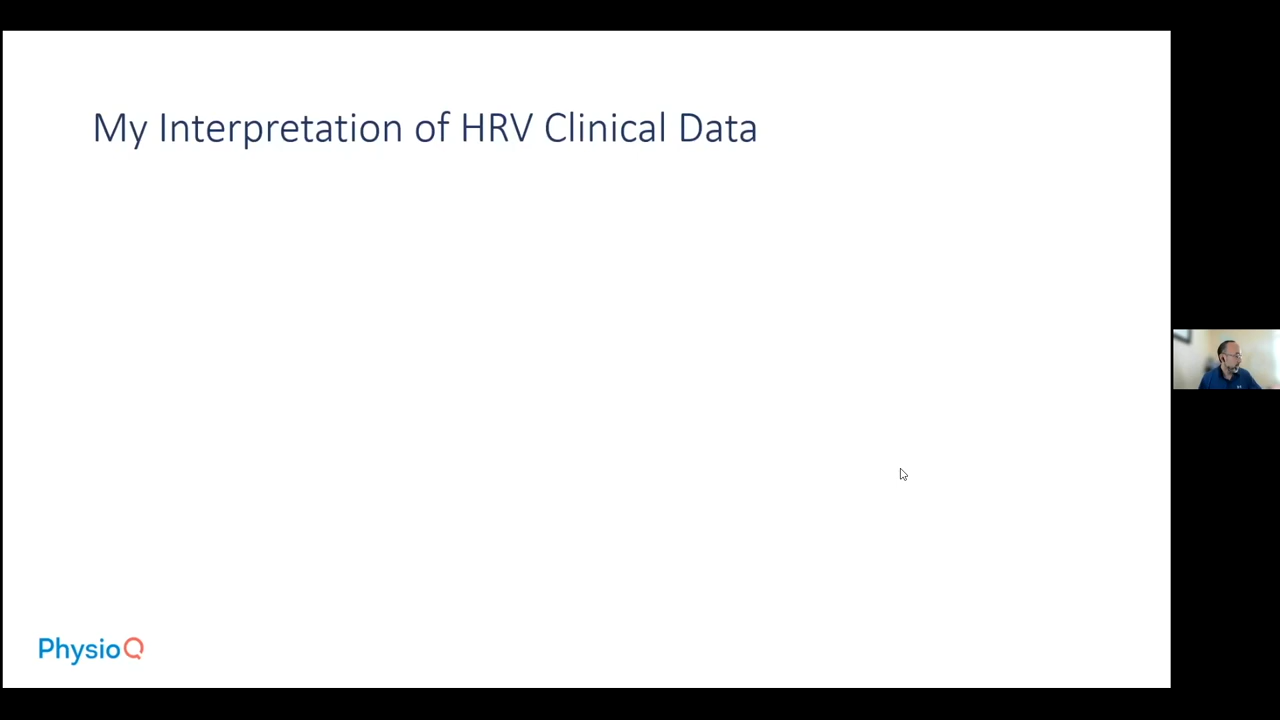 My Interpretation of HRV Clinical Data
PhysioQ